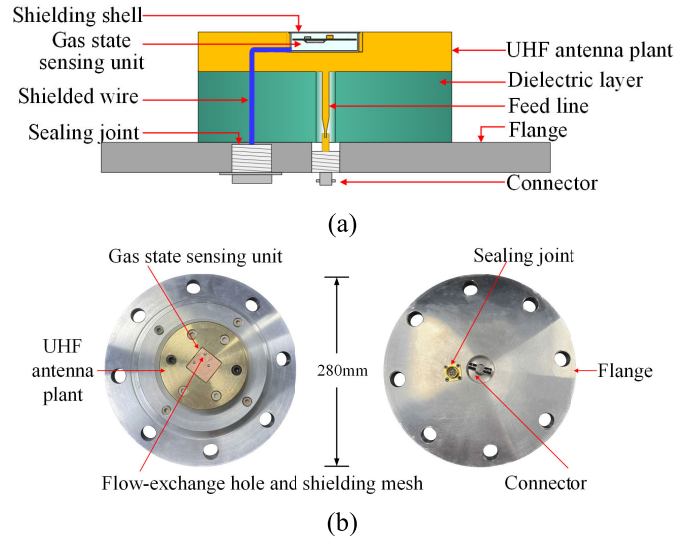 Shielding shell
Gas state
sensing unit
UHF antenna plant
Dielectric layer
Shielded wire
Feed line
Sealing joint
Flange
Connector
(a)
Gas state sensing unit
Sealing joint
UHF
antenna
plant
280mm
Flange
Flow-exchange hole and shielding mesh
Connector
(b)